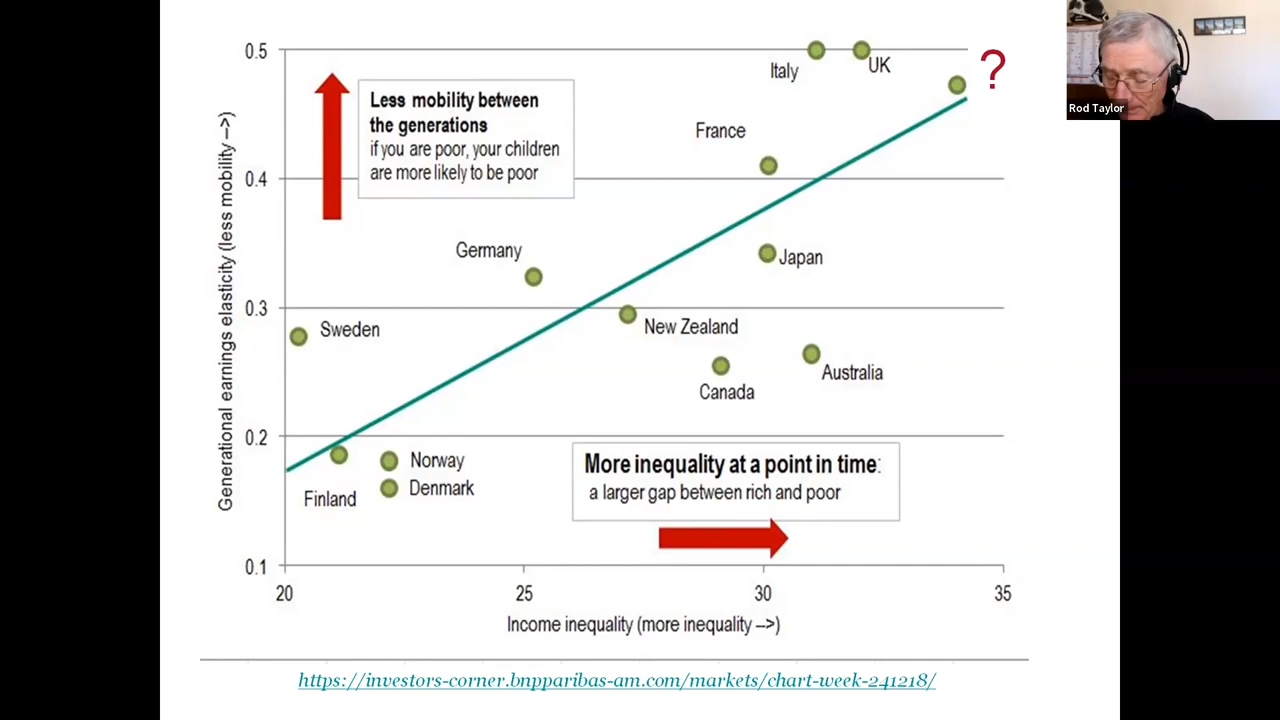 0.5
0.4
0.3
0.2
0.1
Generational earnings elasticity (less mobility -->)
Less mobility between
the generations
if you are poor, your children
are more likely to be poor
Italy
UK
?
France
Germany
Japan
Sweden
New Zealand
Canada
Australia
Norway
Denmark
Finland
More inequality at a point in time:
a larger gap between rich and poor
20
25
30
35
Income inequality (more inequality -->)
https://investors-corner.bnpparibas-am.com/markets/chart-week-241218/
Rod Taylor